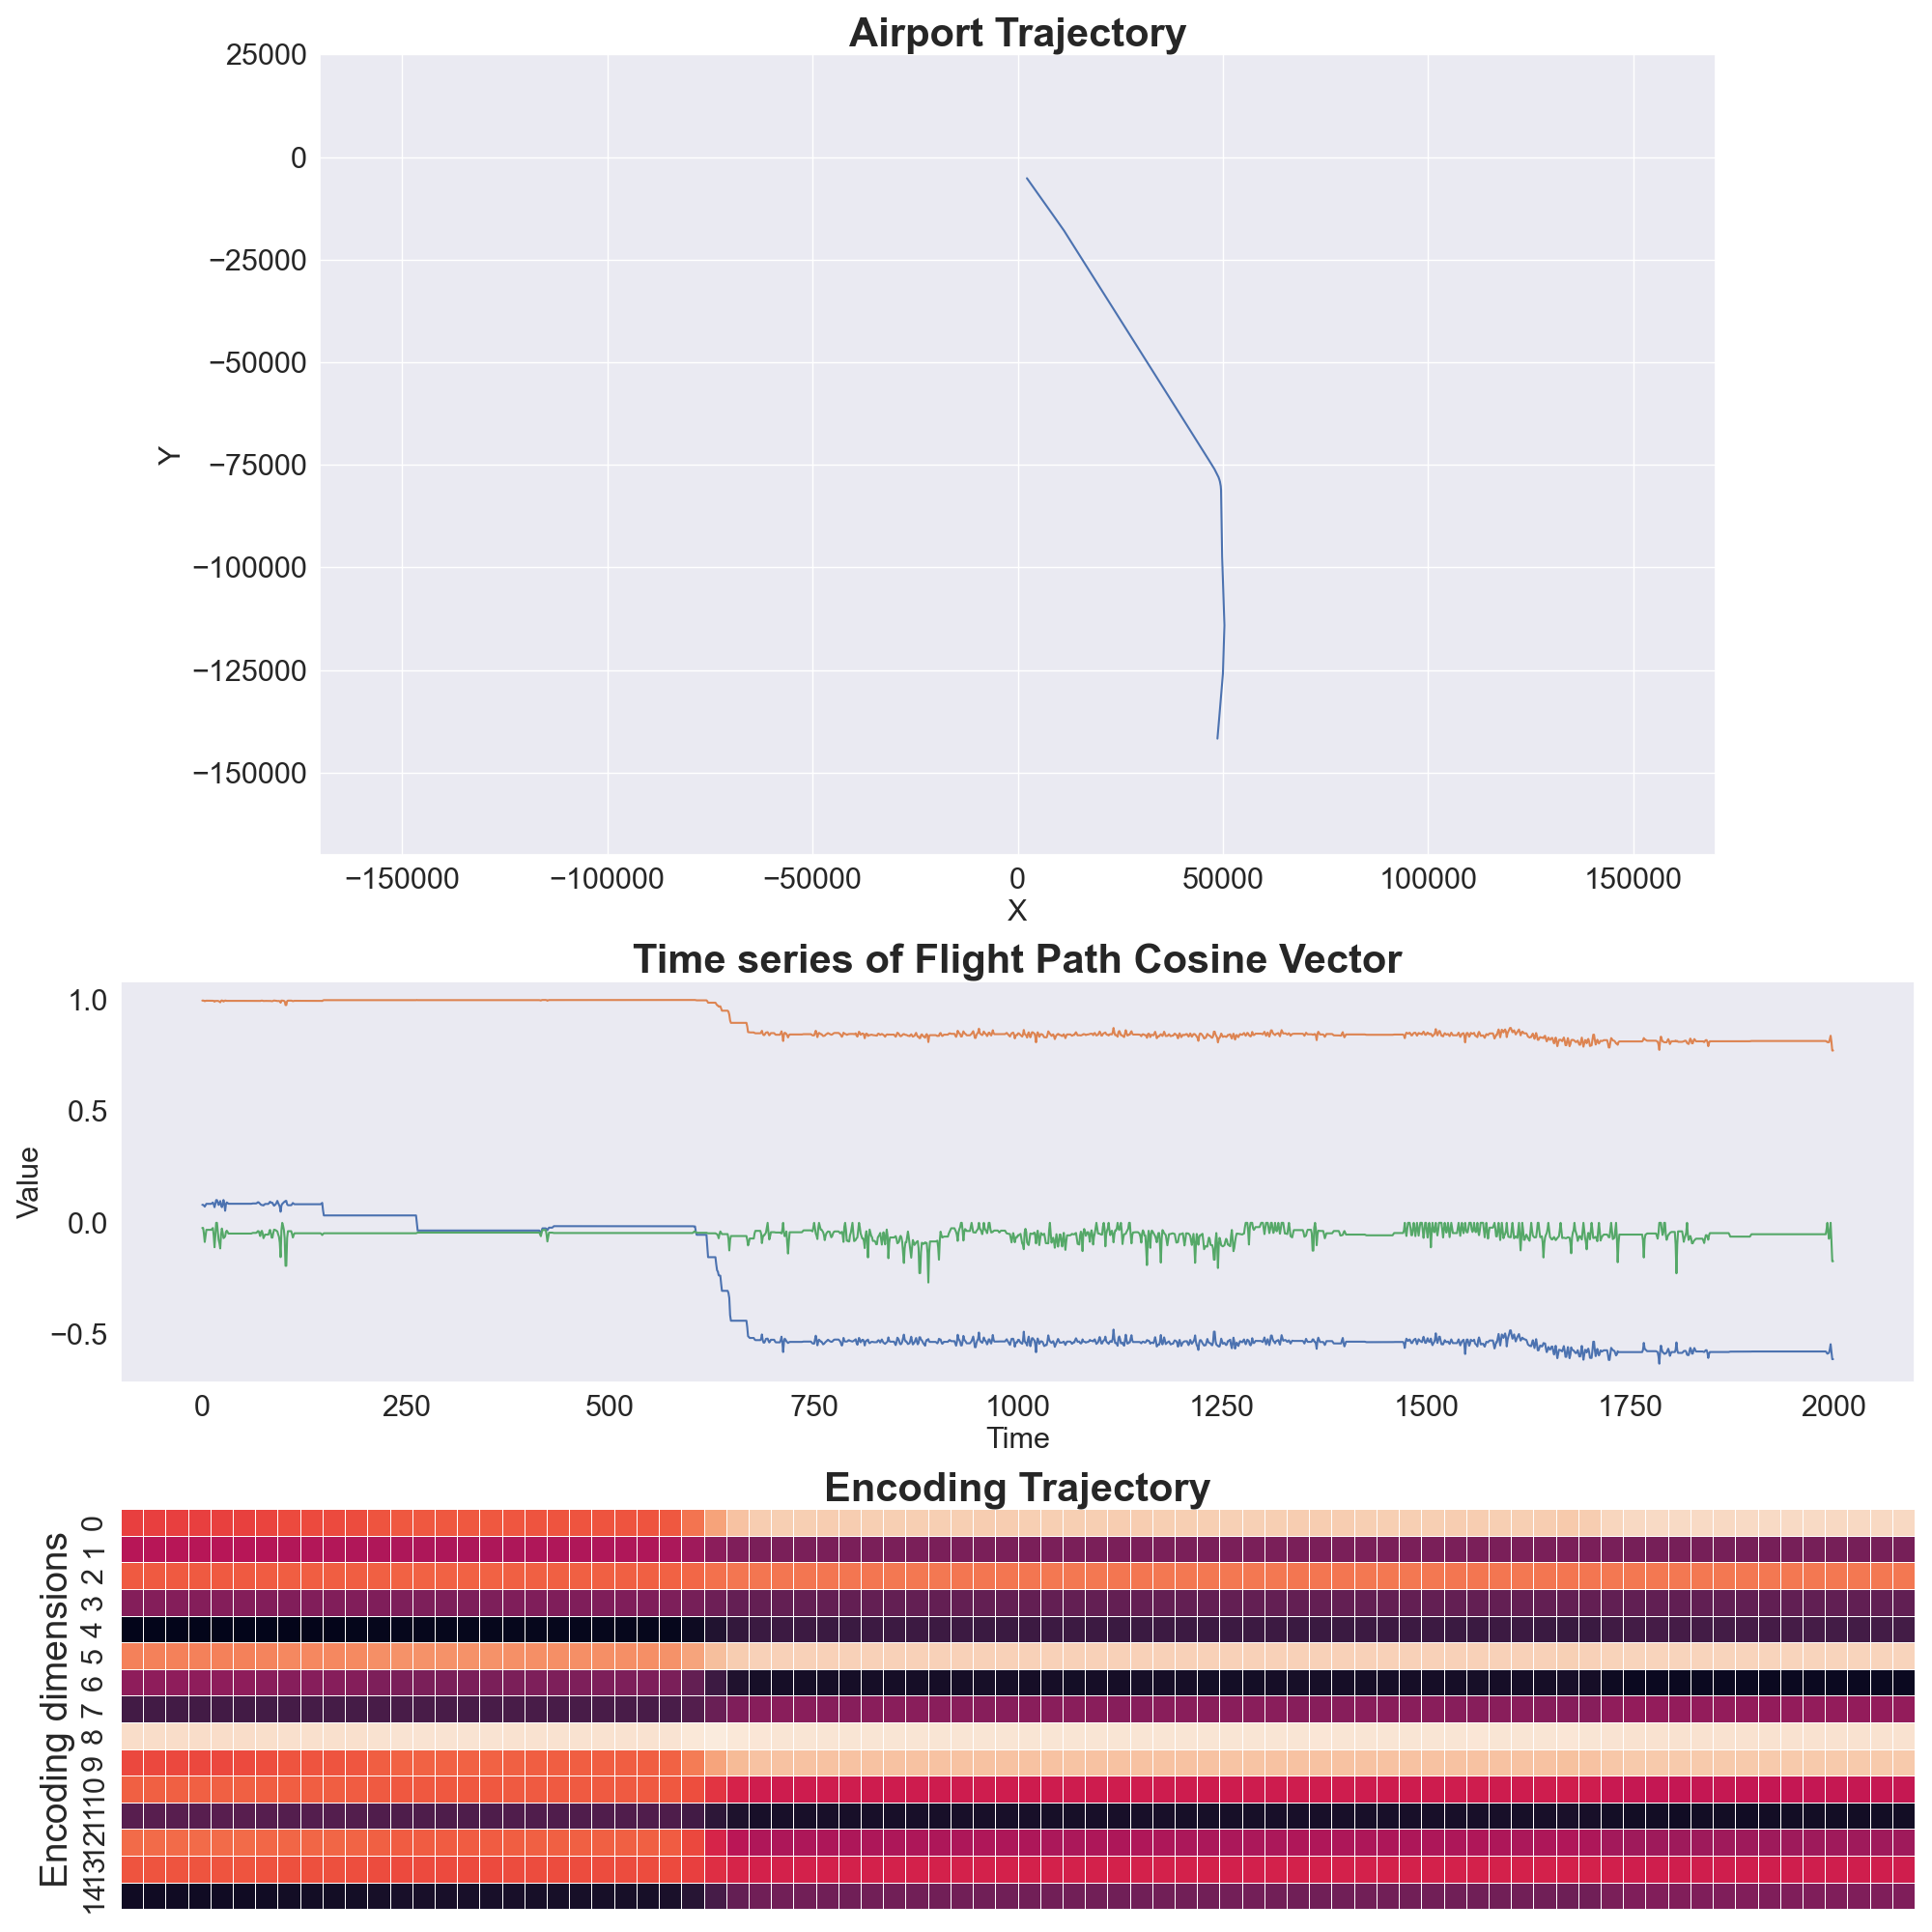 Airport Trajectory
25000
0
−25000
−50000
−75000
−100000
−125000
−150000
Y
−150000 −100000 −50000 0 50000 100000 150000
X
Time series of Flight Path Cosine Vector
1.0
0.5
0.0
−0.5
Value
0 250 500 750 1000 1250 1500 1750 2000
Time
Encoding Trajectory
Encoding dimensions
0
1
2
3
4
5
6
7
8
9
10
11
12
13
14